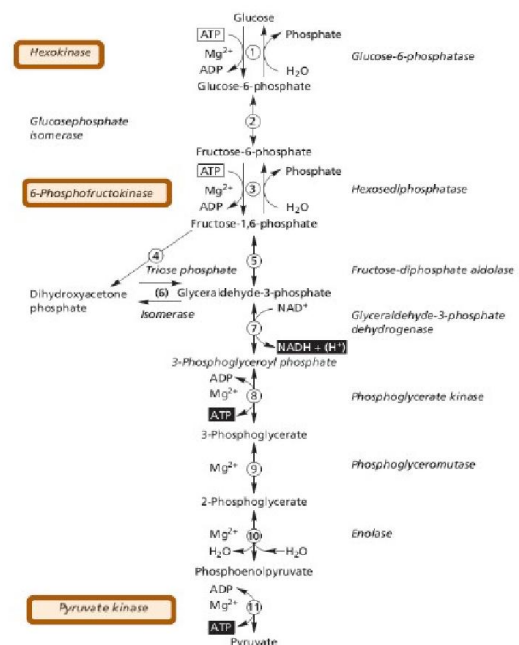 Glucose
Hexokinase
ATP
Mg²⁺
ADP
1
Phosphate
H₂O
Glucose-6-phosphatase
Glucose-6-phosphate
Glucosephosphate
isomerase
2
Fructose-6-phosphate
6-Phosphofructokinase
ATP
Mg²⁺
ADP
3
Phosphate
H₂O
Hexosediphosphatase
Fructose-1,6-phosphate
4
5
Triose phosphate
Fructose-diphosphate aldolase
Dihydroxyacetone
phosphate
(6)
Glyceraldehyde-3-phosphate
Isomerase
7
NAD⁺
NADH + (H⁺)
Glyceraldehyde-3-phosphate
dehydrogenase
3-Phosphoglyceroyl phosphate
ADP
Mg²⁺
ATP
8
Phosphoglycerate kinase
3-Phosphoglycerate
Mg²⁺
9
Phosphoglyceromutase
2-Phosphoglycerate
Mg²⁺
10
Enolase
H₂O
H₂O
Phosphoenolpyruvate
Pyruvate kinase
ADP
Mg²⁺
11
ATP
Pyruvate